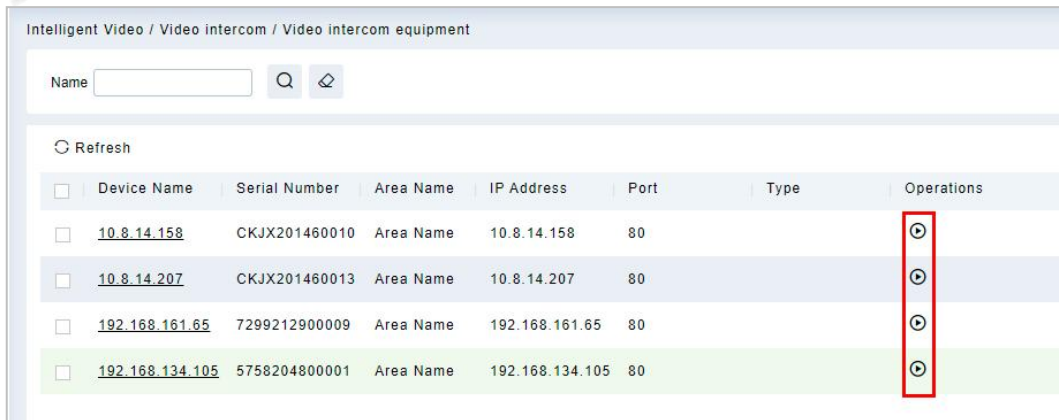 Intelligent Video / Video intercom / Video intercom equipment
Name
Refresh
Device Name Serial Number Area Name IP Address Port Type Operations
10.8.14.158 CKJX201460010 Area Name 10.8.14.158 80
10.8.14.207 CKJX201460013 Area Name 10.8.14.207 80
192.168.161.65 7299212900009 Area Name 192.168.161.65 80
192.168.134.105 5758204800001 Area Name 192.168.134.105 80